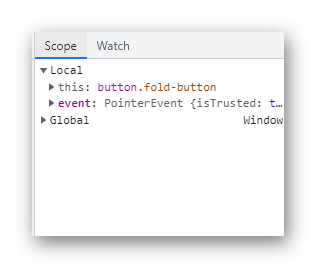 Scope Watch
Local
this: button.fold-button
event: PointerEvent {isTrusted: t…
Global Window